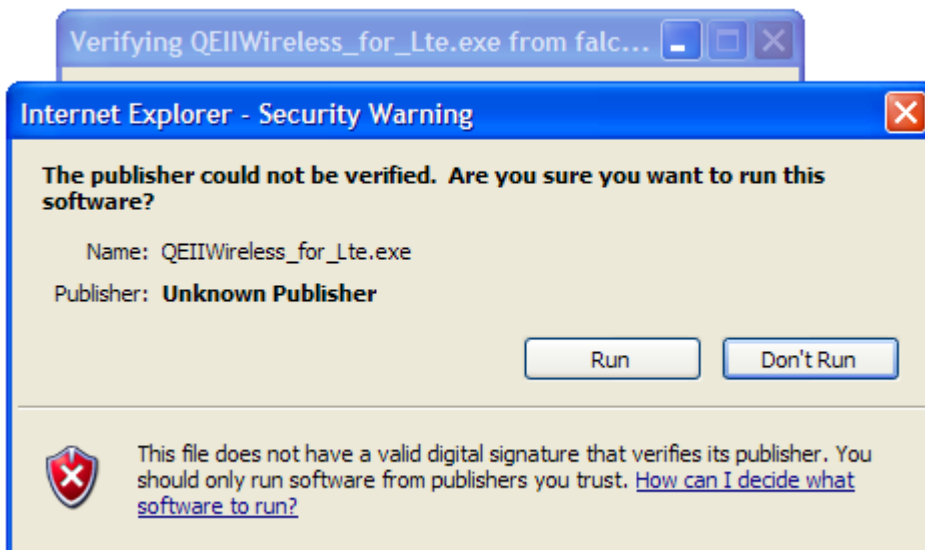 Verifying QEIIWireless_for_Lte.exe from falc...
Internet Explorer - Security Warning
The publisher could not be verified. Are you sure you want to run this
software?
Name: QEIIWireless_for_Lte.exe
Publisher: Unknown Publisher
Run Don't Run
This file does not have a valid digital signature that verifies its publisher. You
should only run software from publishers you trust. How can I decide what
software to run?